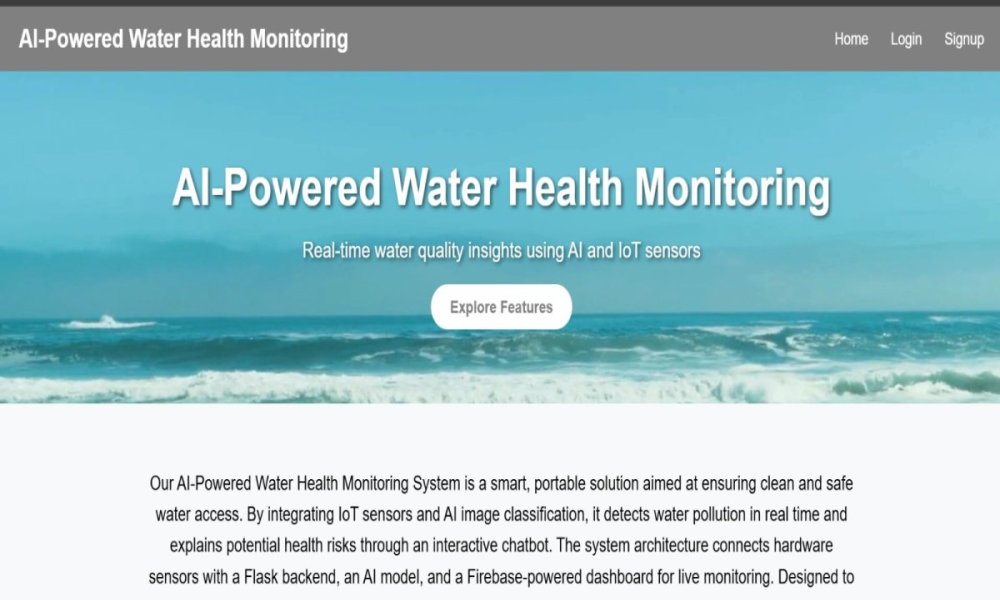 AI-Powered Water Health Monitoring
Home Login Signup
AI-Powered Water Health Monitoring
Real-time water quality insights using AI and IoT sensors
Explore Features
Our AI-Powered Water Health Monitoring System is a smart, portable solution aimed at ensuring clean and safe
water access. By integrating IoT sensors and AI image classification, it detects water pollution in real time and
explains potential health risks through an interactive chatbot. The system architecture connects hardware
sensors with a Flask backend, an AI model, and a Firebase-powered dashboard for live monitoring. Designed to